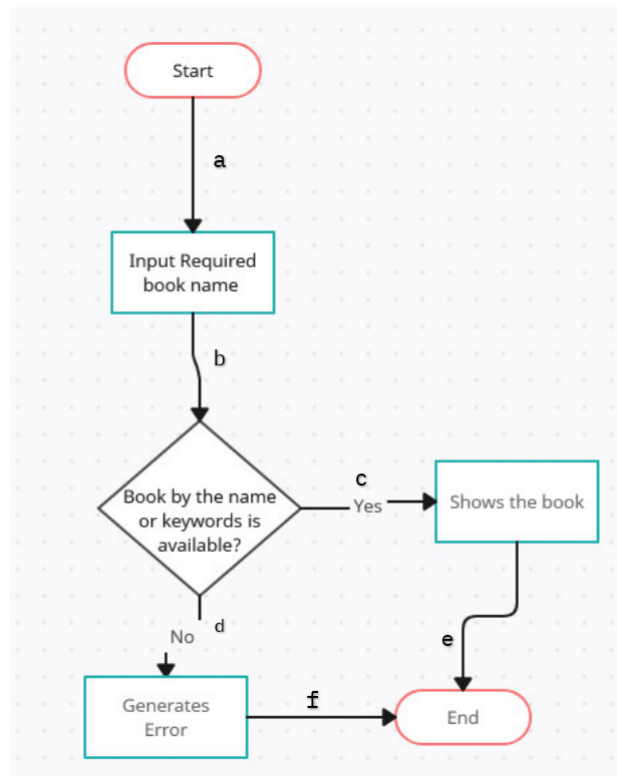 Start
a
Input Required
book name
b
Book by the name
or keywords is
available?
c
Yes
Shows the book
d
No
e
Generates
Error
f
End